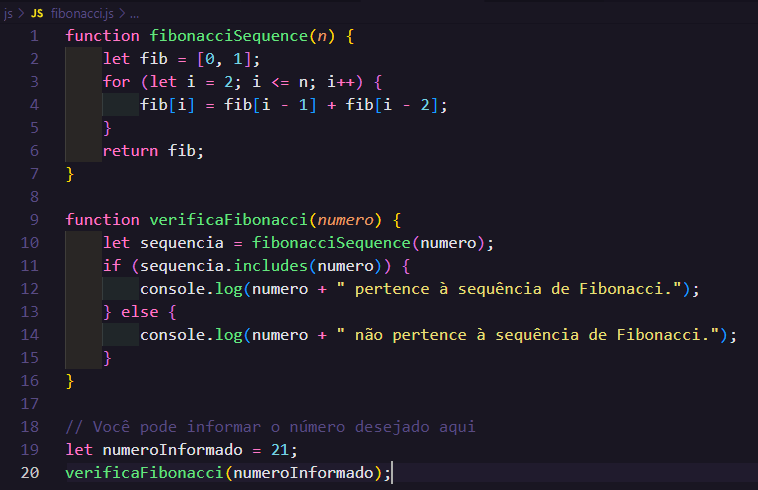 js > JS fibonacci.js > ...
1 function fibonacciSequence(n) {
2 let fib = [0, 1];
3 for (let i = 2; i <= n; i++) {
4 fib[i] = fib[i - 1] + fib[i - 2];
5 }
6 return fib;
7 }
8
9 function verificaFibonacci(numero) {
10 let sequencia = fibonacciSequence(numero);
11 if (sequencia.includes(numero)) {
12 console.log(numero + " pertence à sequência de Fibonacci.");
13 } else {
14 console.log(numero + " não pertence à sequência de Fibonacci.");
15 }
16 }
17
18 // Você pode informar o número desejado aqui
19 let numeroInformado = 21;
20 verificaFibonacci(numeroInformado);